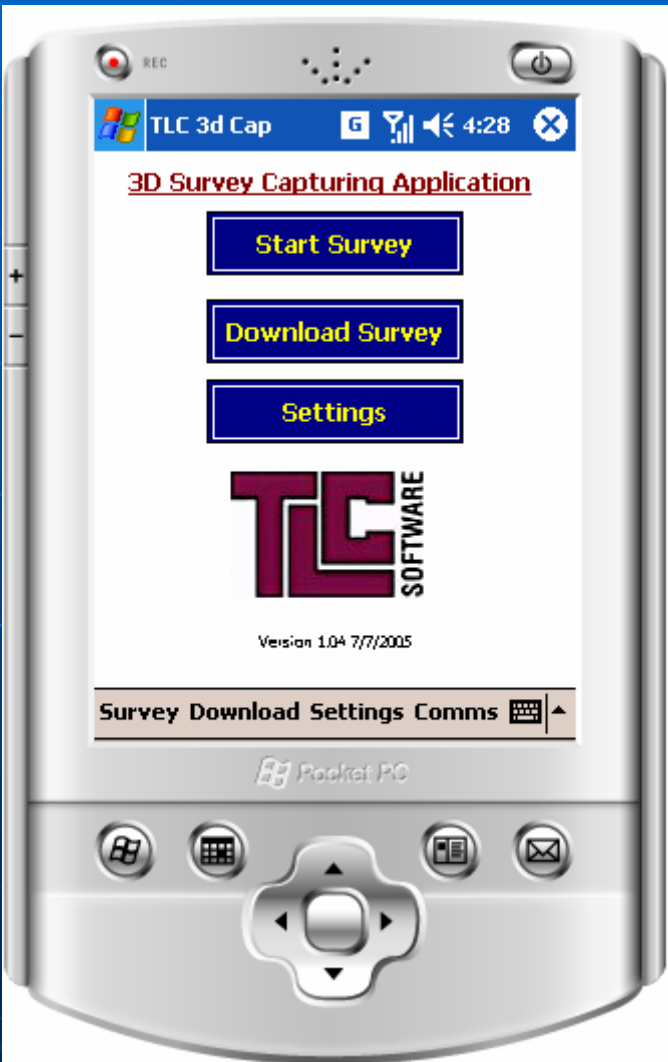 REC
TLC 3d Cap G 4:28
3D Survey Capturing Application
Start Survey
Download Survey
Settings
TLC SOFTWARE
Version 1.04 7/7/2005
Survey Download Settings Comms
Pocket PC
+
-